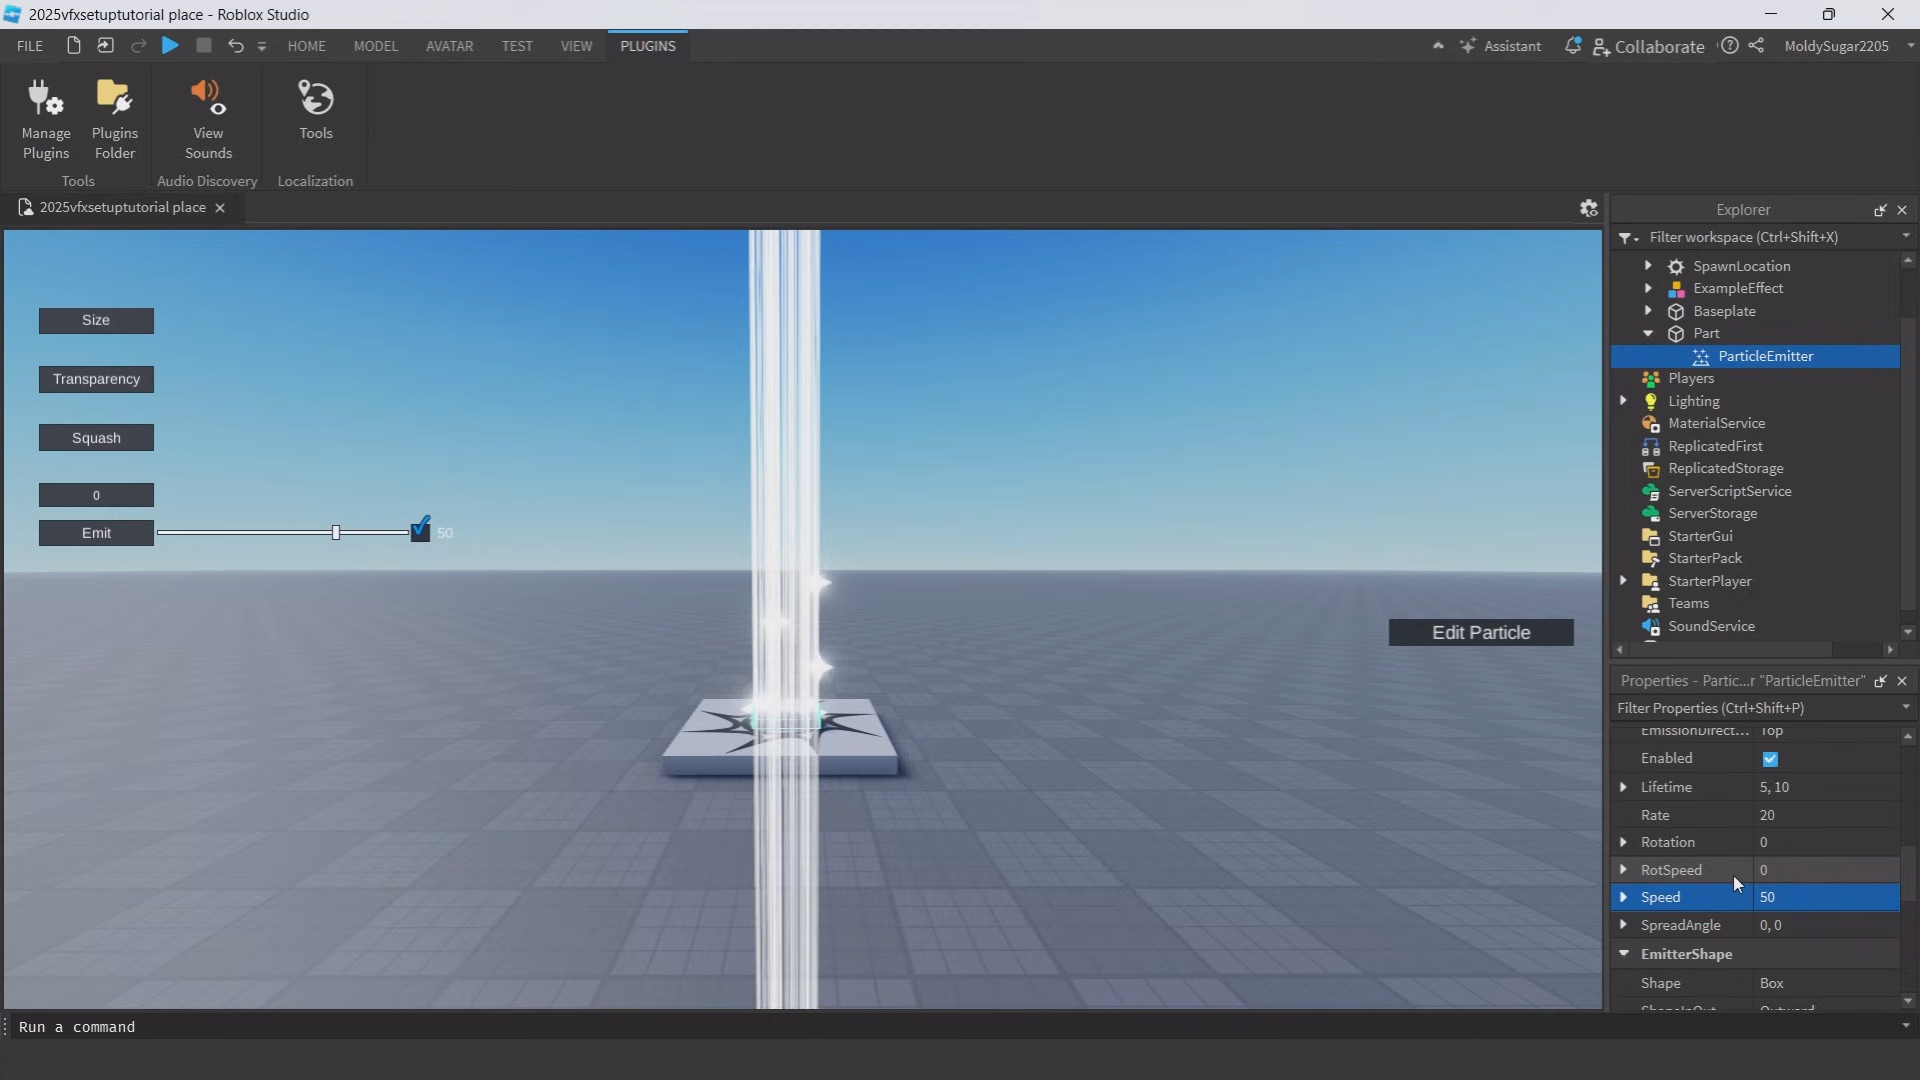 2025vfxsetuptutorial place - Roblox Studio
FILE
HOME
MODEL
AVATAR
TEST
VIEW
PLUGINS
Assistant
Collaborate
MoldySugar2205
Manage Plugins
Plugins Folder
View Sounds
Tools
Tools
Audio Discovery
Localization
2025vfxsetuptutorial place
Size
Transparency
Squash
0
Emit
50
Edit Particle
Explorer
Filter workspace (Ctrl+Shift+X)
SpawnLocation
ExampleEffect
Baseplate
Part
ParticleEmitter
Players
Lighting
MaterialService
ReplicatedFirst
ReplicatedStorage
ServerScriptService
ServerStorage
StarterGui
StarterPack
StarterPlayer
Teams
SoundService
Properties - Partic...r "ParticleEmitter"
Filter Properties (Ctrl+Shift+P)
EmissionDirect... Top
Enabled
Lifetime 5, 10
Rate 20
Rotation 0
RotSpeed 0
Speed 50
SpreadAngle 0, 0
EmitterShape
Shape Box
ShapeInOut Outward
Run a command